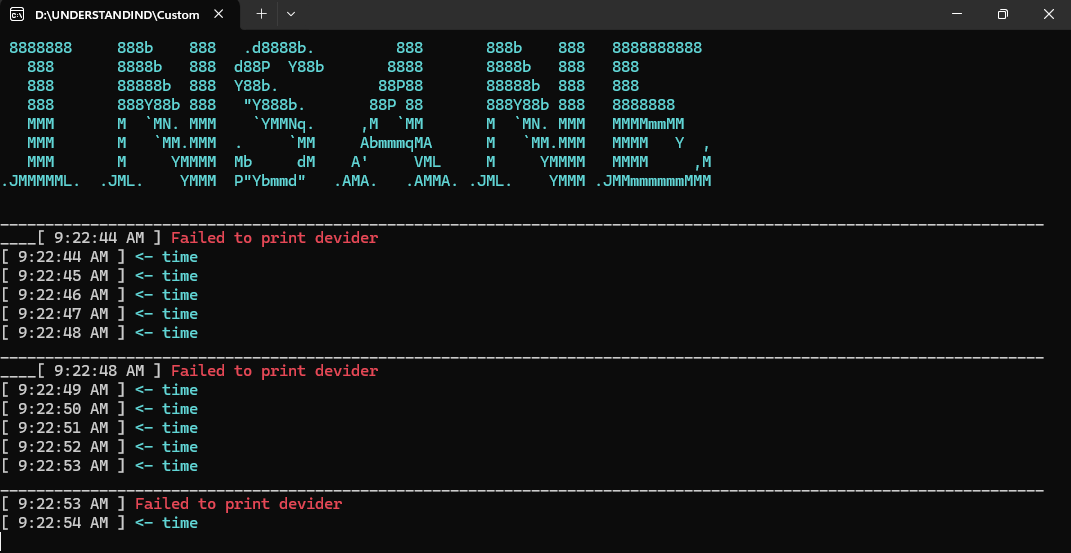 D:\UNDERSTANDIND\Custom
 8888888     888b    888   .d8888b.         888       888b    888   8888888888
   888       8888b   888  d88P  Y88b       8888       8888b   888   888
   888       88888b  888  Y88b.           88P88       88888b  888   888
   888       888Y88b 888   "Y888b.       88P 88       888Y88b 888   8888888
   MMM       M  `MN. MMM    `YMMNq.     ,M  `MM       M  `MN. MMM   MMMMmmMM
   MMM       M   `MM.MMM  .     `MM     AbmmmqMA      M   `MM.MMM   MMMM   Y  ,
   MMM       M     YMMMM  Mb     dM    A'     VML     M     YMMMM   MMMM     ,M
.JMMMMML.  .JML.    YMMM  P"Ybmmd"   .AMA.   .AMMA. .JML.    YMMM .JMMmmmmmmMMM
____________________________________________________________________________________________________________________
____[ 9:22:44 AM ] Failed to print devider
[ 9:22:44 AM ] <- time
[ 9:22:45 AM ] <- time
[ 9:22:46 AM ] <- time
[ 9:22:47 AM ] <- time
[ 9:22:48 AM ] <- time
____________________________________________________________________________________________________________________
____[ 9:22:48 AM ] Failed to print devider
[ 9:22:49 AM ] <- time
[ 9:22:50 AM ] <- time
[ 9:22:51 AM ] <- time
[ 9:22:52 AM ] <- time
[ 9:22:53 AM ] <- time
____________________________________________________________________________________________________________________
[ 9:22:53 AM ] Failed to print devider
[ 9:22:54 AM ] <- time